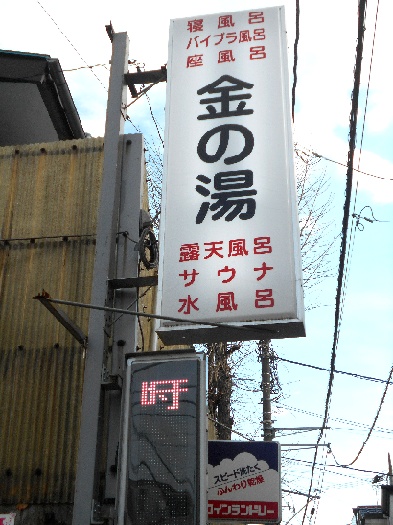 寝風呂
バイブラ風呂
座風呂
金の湯
露天風呂
サウナ
水風呂
時
スピード洗たく
ふんわり乾燥
コインランドリー